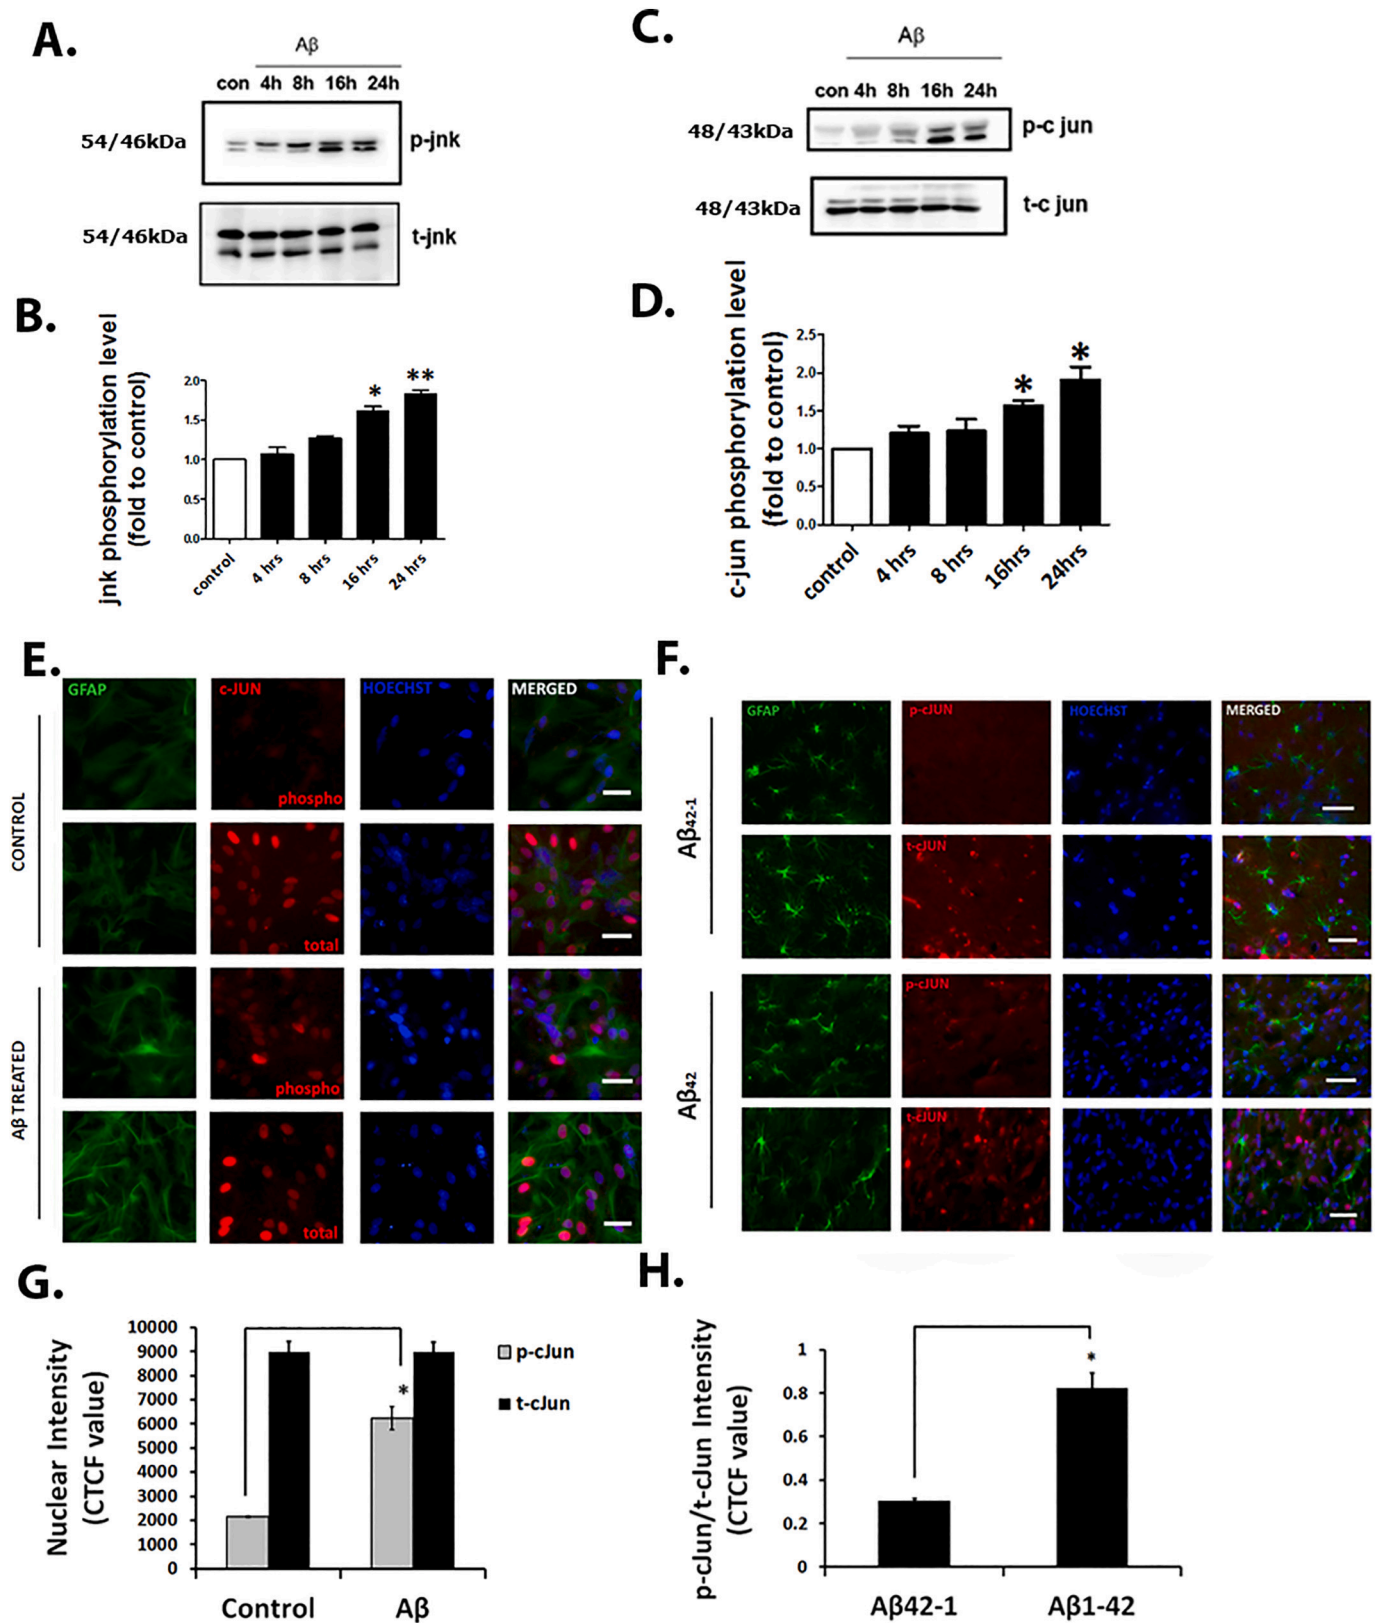 A.
Aβ
con 4h 8h 16h 24h
54/46kDa
p-jnk
54/46kDa
t-jnk
B.
jnk phosphorylation level
(fold to control)
2.0
1.5
1.0
0.5
0.0
* **
control 4 hrs 8 hrs 16 hrs 24 hrs
C.
Aβ
con 4h 8h 16h 24h
48/43kDa
p-c jun
48/43kDa
t-c jun
D.
c-jun phosphorylation level
(fold to control)
2.5
2.0
1.5
1.0
0.5
0.0
* *
control 4 hrs 8 hrs 16hrs 24hrs
E.
GFAP c-JUN HOECHST MERGED
phospho
CONTROL
total
phospho
Aβ TREATED
total
F.
GFAP p-cJUN HOECHST MERGED
Aβ42-1
t-cJUN
p-cJUN
Aβ42
t-cJUN
G.
Nuclear Intensity
(CTCF value)
10000
9000
8000
7000
6000
5000
4000
3000
2000
1000
0
*
p-cJun
t-cJun
Control Aβ
H.
p-cJun/t-cJun Intensity
(CTCF value)
1
0.8
0.6
0.4
0.2
0
*
Aβ42-1 Aβ1-42